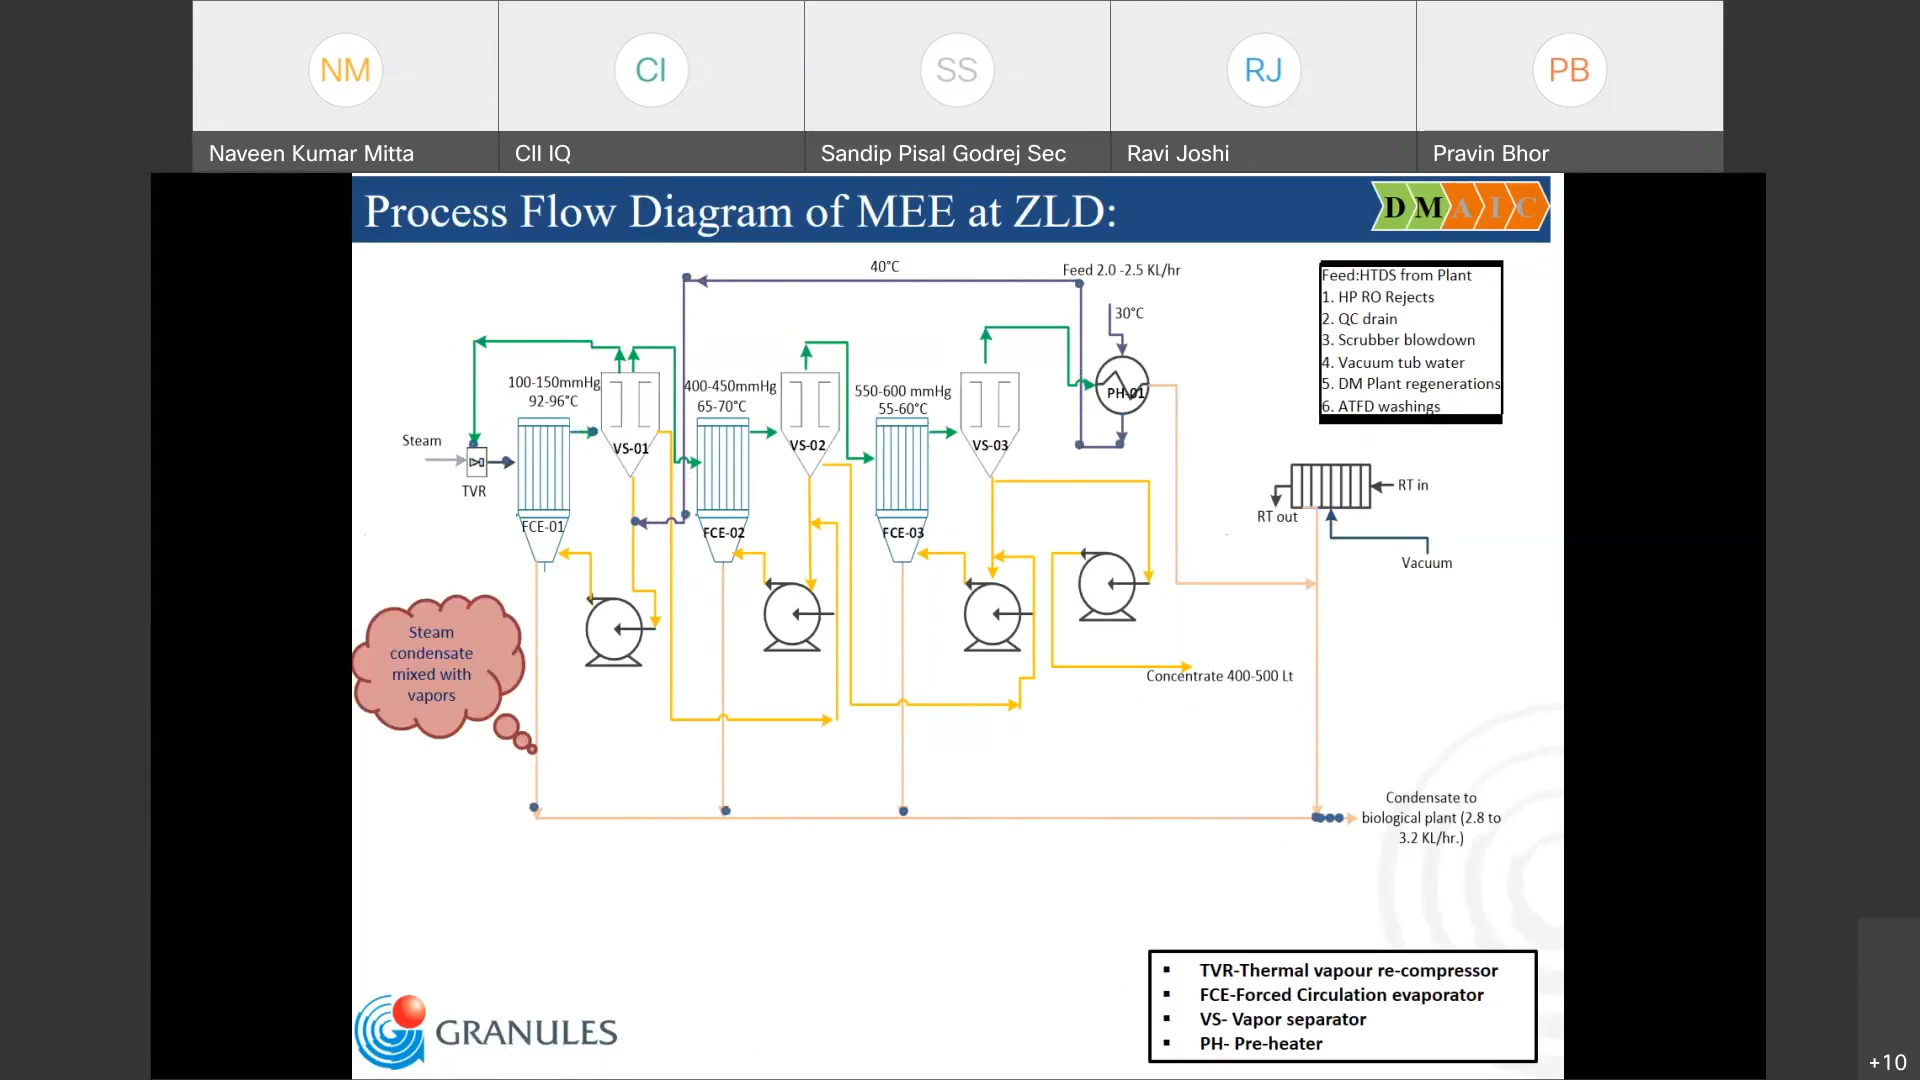 NM
CI
SS
RJ
PB
Naveen Kumar Mitta
CII IQ
Sandip Pisal Godrej Sec
Ravi Joshi
Pravin Bhor
Process Flow Diagram of MEE at ZLD:
D M A I C
40°C
Feed 2.0 -2.5 KL/hr
30°C
Feed:HTDS from Plant
1. HP RO Rejects
2. QC drain
3. Scrubber blowdown
4. Vacuum tub water
5. DM Plant regenerations
6. ATFD washings
100-150mmHg
92-96°C
400-450mmHg
65-70°C
550-600 mmHg
55-60°C
PH-01
Steam
TVR
VS-01
VS-02
VS-03
FCE-01
FCE-02
FCE-03
RT in
RT out
Vacuum
Steam
condensate
mixed with
vapors
Concentrate 400-500 Lt
Condensate to
biological plant (2.8 to
3.2 KL/hr.)
▪ TVR-Thermal vapour re-compressor
▪ FCE-Forced Circulation evaporator
▪ VS- Vapor separator
▪ PH- Pre-heater
GRANULES
+10